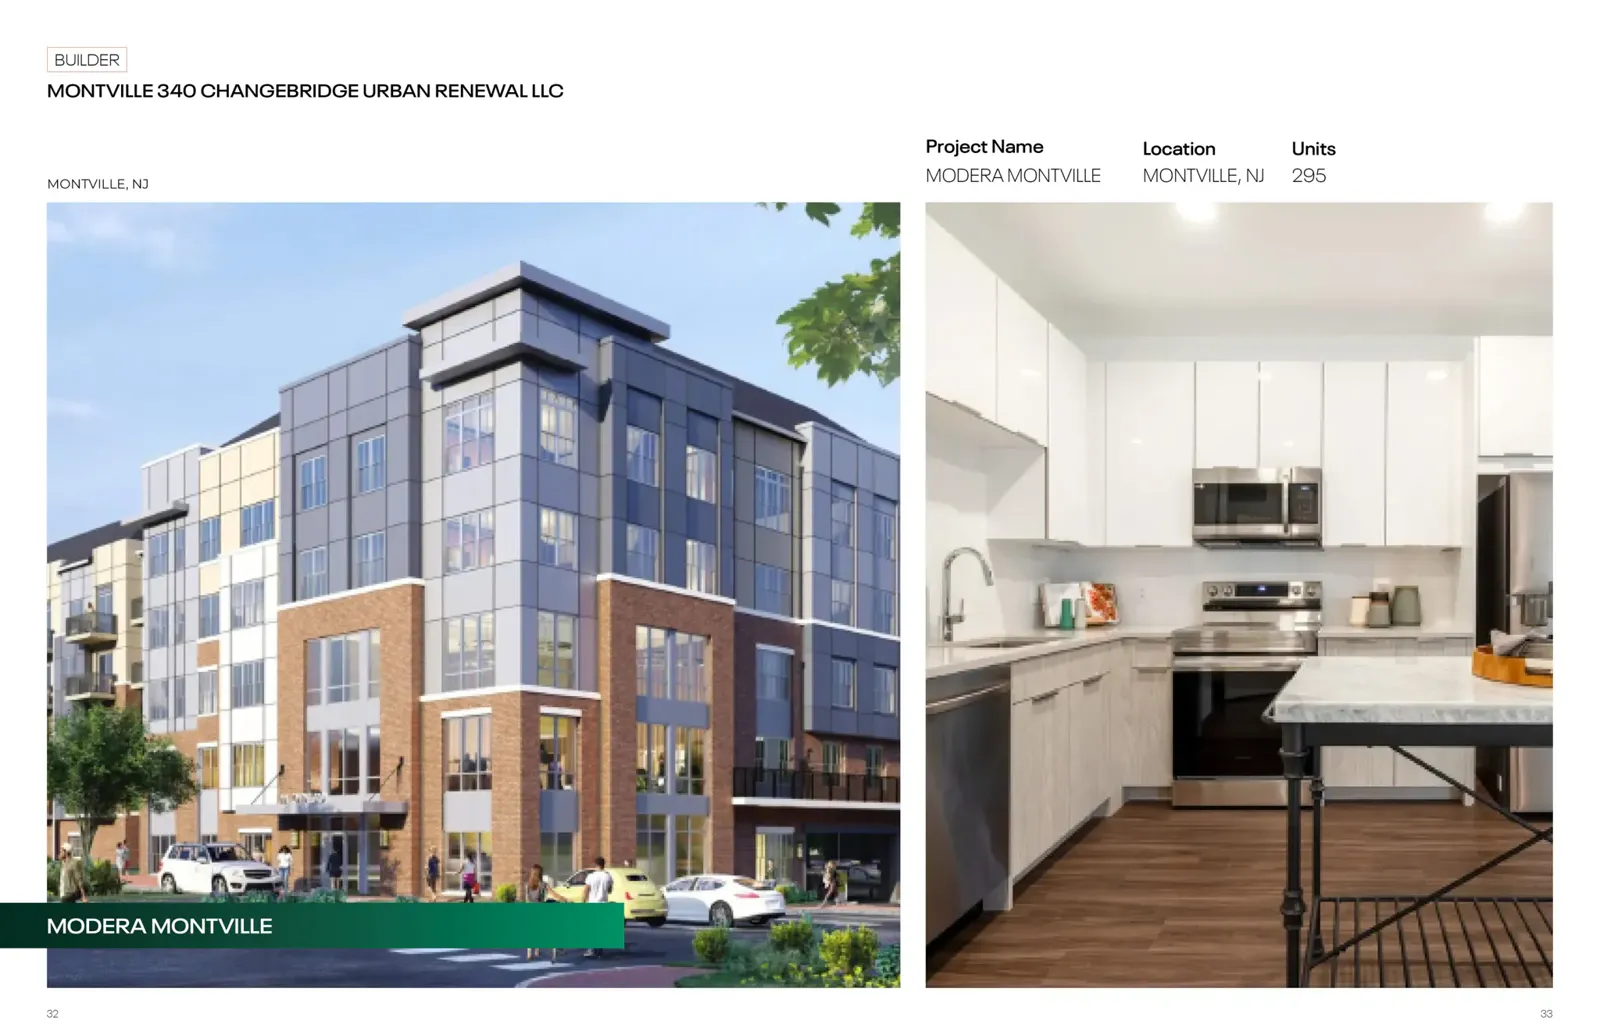 BUILDER
MONTVILLE 340 CHANGEBRIDGE URBAN RENEWAL LLC
MONTVILLE, NJ
Project Name
MODERA MONTVILLE
Location
MONTVILLE, NJ
Units
295
MODERA MONTVILLE
32
33